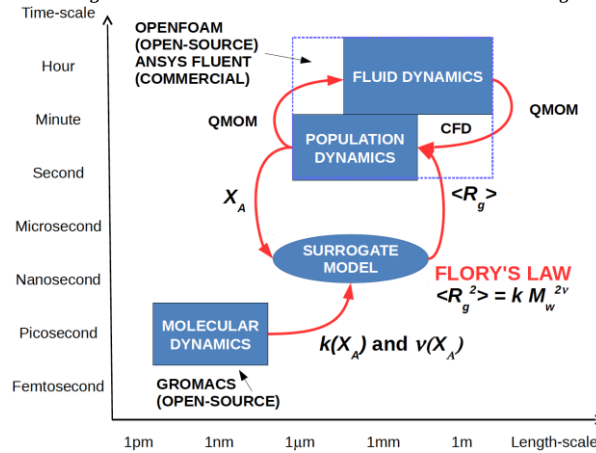 Time-scale
Hour
Minute
Second
Microsecond
Nanosecond
Picosecond
Femtosecond
OPENFOAM
(OPEN-SOURCE)
ANSYS FLUENT
(COMMERCIAL)
FLUID DYNAMICS
QMOM
CFD
QMOM
POPULATION
DYNAMICS
X_A
<R_g>
SURROGATE
MODEL
FLORY'S LAW
<R_g²> = k M_w^2ν
MOLECULAR
DYNAMICS
k(X_A) and ν(X_A)
GROMACS
(OPEN-SOURCE)
1pm 1nm 1μm 1mm 1m Length-scale